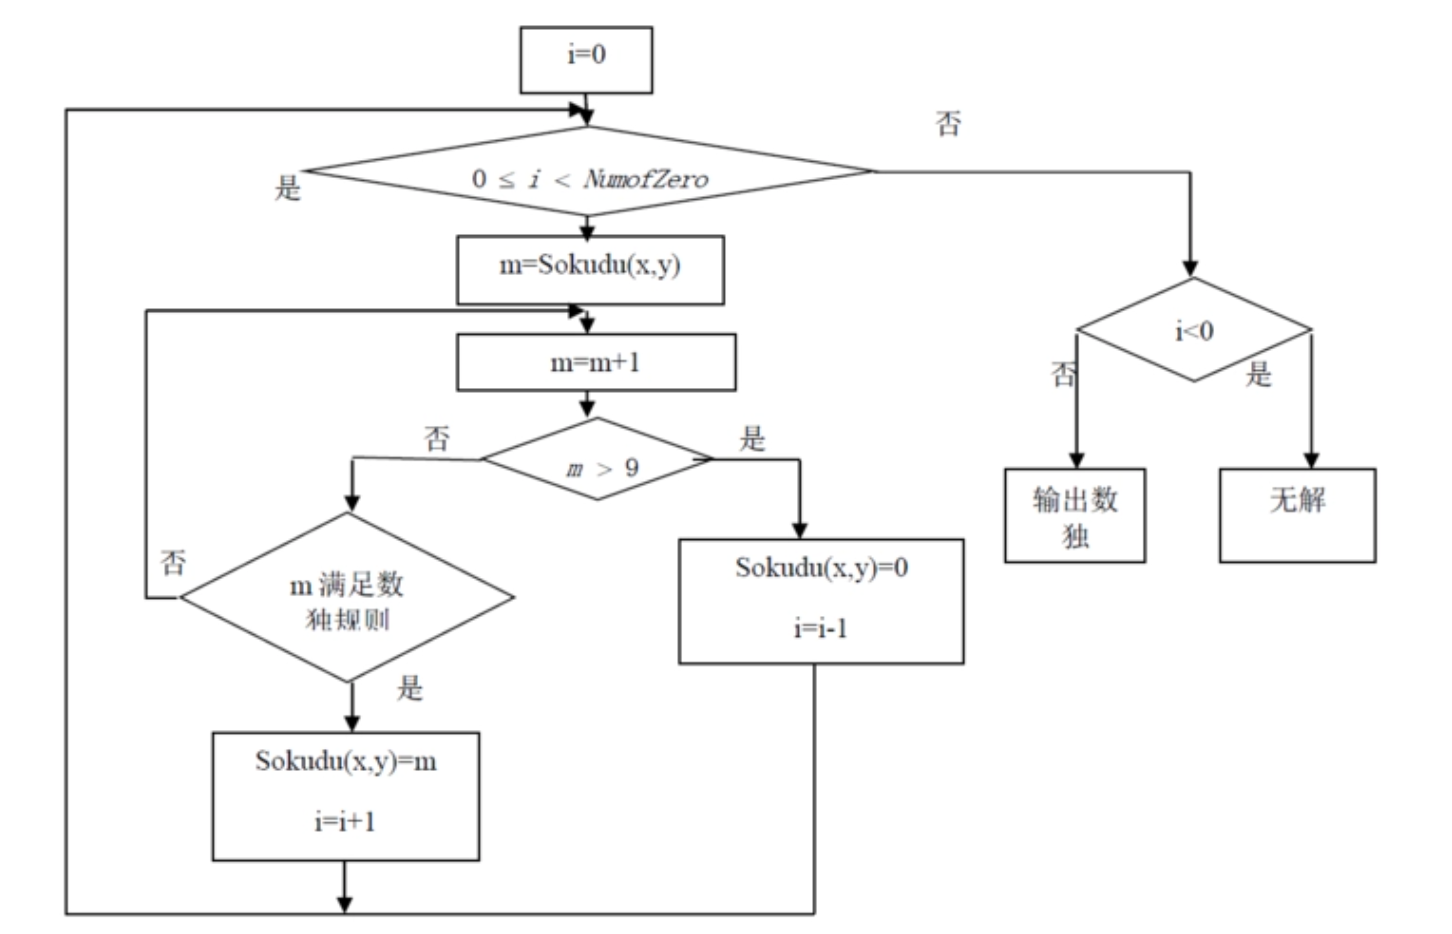 i=0
否
是
0 ≤ i < NumofZero
m=Sokudu(x,y)
i<0
m=m+1
否
是
否
是
m > 9
输出数
独
无解
否
m 满足数
独规则
Sokudu(x,y)=0
i=i-1
是
Sokudu(x,y)=m
i=i+1